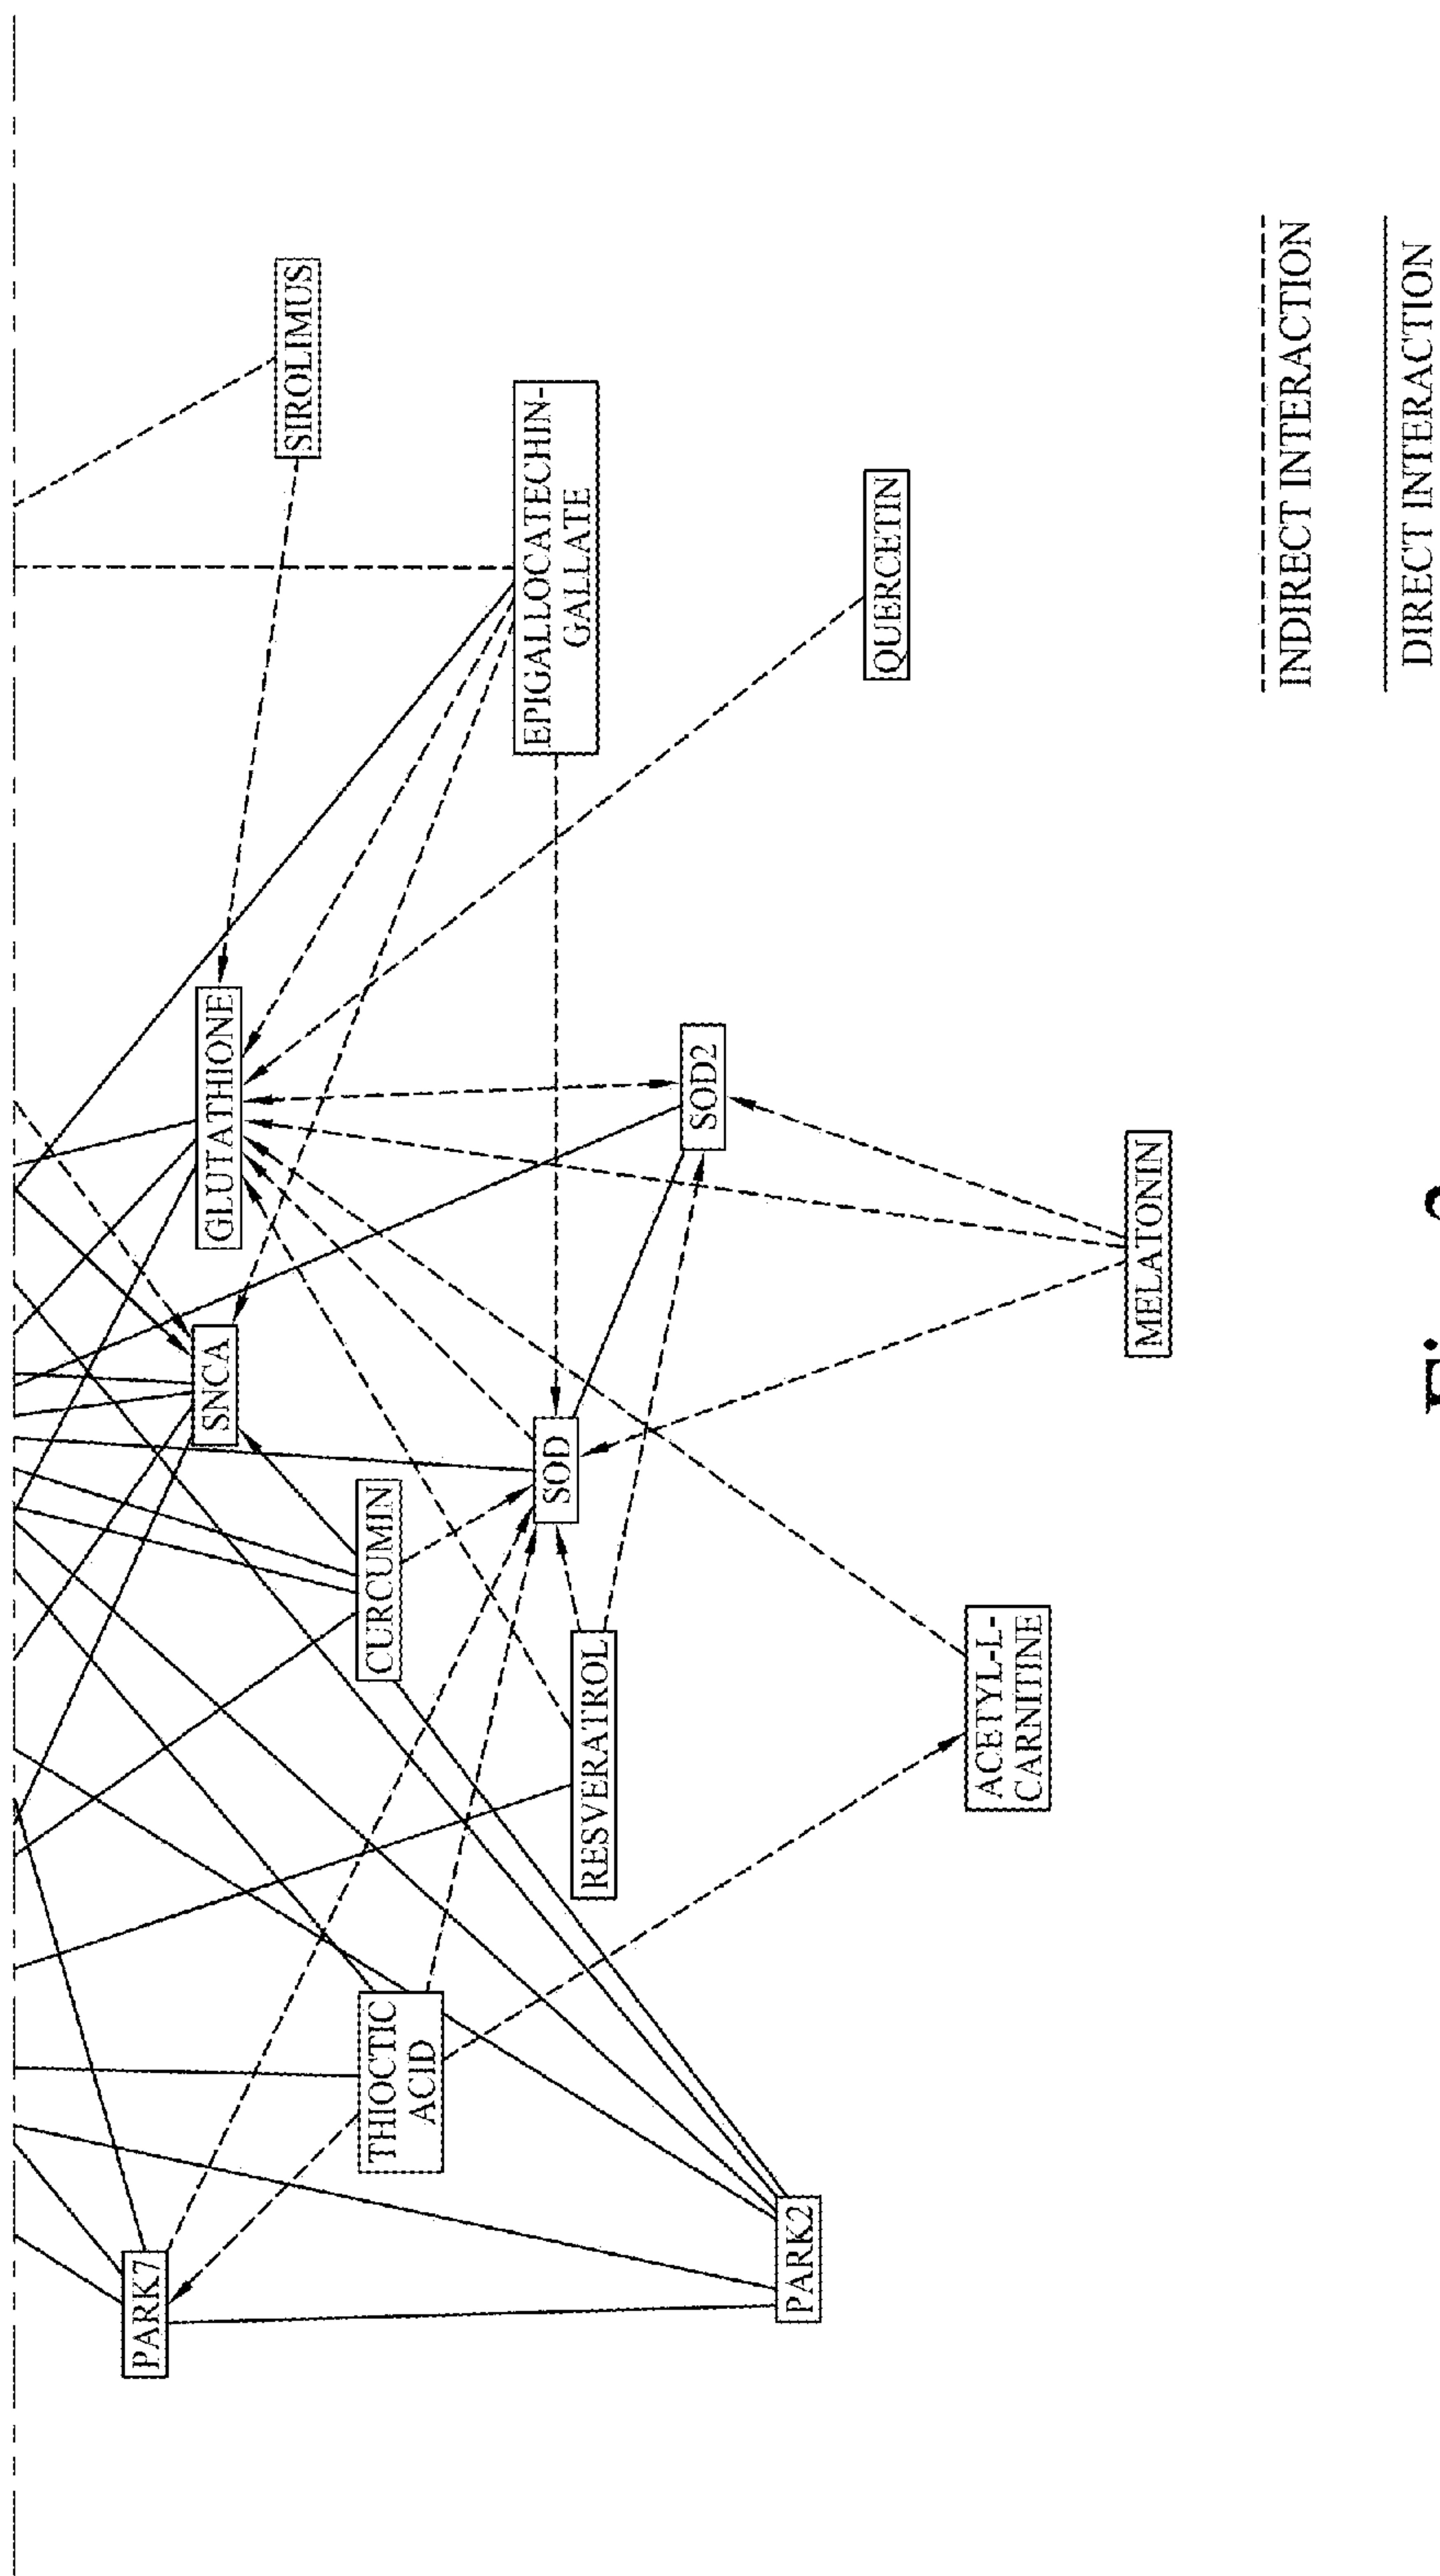 SIROLIMUS
EPIGALLOCATECHIN-
GALLATE
QUERCETIN
GLUTATHIONE
SOD2
MELATONIN
SNCA
SOD
CURCUMIN
RESVERATROL
ACETYL-L-
CARNITINE
THIOCTIC
ACID
PARK7
PARK2
INDIRECT INTERACTION
DIRECT INTERACTION